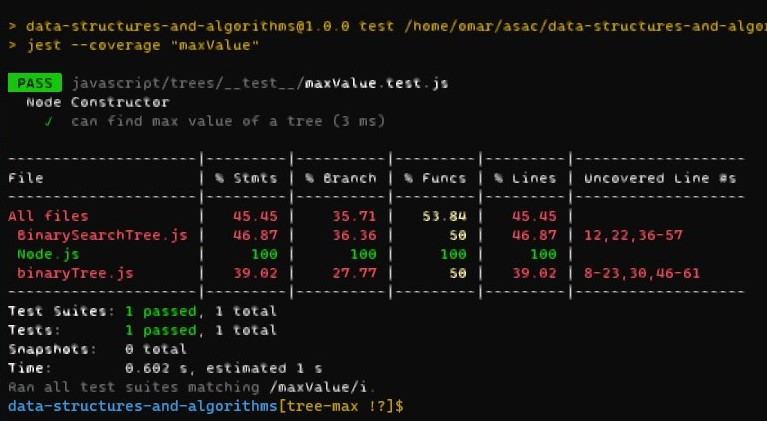 > data-structures-and-algorithms@1.0.0 test /home/omar/asac/data-structures-and-algo
> jest --coverage "maxValue"
PASS javascript/trees/__test__/maxValue.test.js
Node Constructor
✓ can find max value of a tree (3 ms)
--------------------|---------|----------|---------|---------|-------------------
File | % Stmts | % Branch | % Funcs | % Lines | Uncovered Line #s
--------------------|---------|----------|---------|---------|-------------------
All files | 45.45 | 35.71 | 53.84 | 45.45 |
BinarySearchTree.js | 46.87 | 36.36 | 50 | 46.87 | 12,22,36-57
Node.js | 100 | 100 | 100 | 100 |
binaryTree.js | 39.02 | 27.77 | 50 | 39.02 | 8-23,30,46-61
--------------------|---------|----------|---------|---------|-------------------
Test Suites: 1 passed, 1 total
Tests: 1 passed, 1 total
Snapshots: 0 total
Time: 0.602 s, estimated 1 s
Ran all test suites matching /maxValue/i.
data-structures-and-algorithms[tree-max !?]$